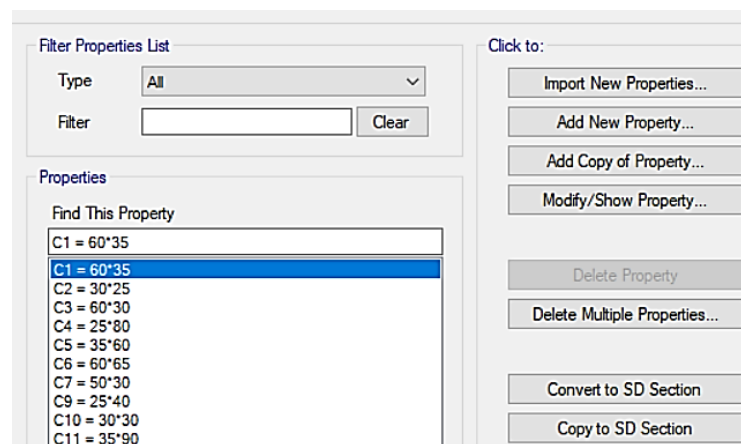 Filter Properties List
Type All
Filter Clear
Properties
Find This Property
C1 = 60*35
C1 = 60*35
C2 = 30*25
C3 = 60*30
C4 = 25*80
C5 = 35*60
C6 = 60*65
C7 = 50*30
C9 = 25*40
C10 = 30*30
C11 = 35*90
Click to:
Import New Properties...
Add New Property...
Add Copy of Property...
Modify/Show Property...
Delete Property
Delete Multiple Properties...
Convert to SD Section
Copy to SD Section